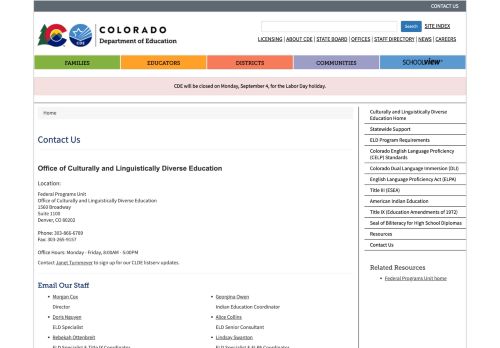 CONTACT US
COLORADO
Department of Education
CDE
Search
SITE INDEX
LICENSING | ABOUT CDE | STATE BOARD | OFFICES | STAFF DIRECTORY | NEWS | CAREERS
FAMILIES
EDUCATORS
DISTRICTS
COMMUNITIES
SCHOOLVIEW
CDE will be closed on Monday, September 4, for the Labor Day holiday.
Home
Contact Us
Office of Culturally and Linguistically Diverse Education
Location:
Federal Programs Unit
Office of Culturally and Linguistically Diverse Education
1560 Broadway
Suite 1100
Denver, CO 80202
Phone: 303-866-6769
Fax: 303-265-9157
Office Hours: Monday - Friday, 8:00AM - 5:00PM
Contact Janet Turnmeyer to sign up for our CLDE listserv updates.
Email Our Staff
Morgan Cox
Director
Doris Nguyen
ELD Specialist
Rebekah Ottenbreit
ELD Specialist & Title IX Coordinator
Georgina Owen
Indian Education Coordinator
Alice Collins
ELD Senior Consultant
Lindsay Swanton
ELD Specialist & ELPA Coordinator
Culturally and Linguistically Diverse
Education Home
Statewide Support
ELD Program Requirements
Colorado English Language Proficiency
(CELP) Standards
Colorado Dual Language Immersion (DLI)
English Language Proficiency Act (ELPA)
Title III (ESEA)
American Indian Education
Title IX (Education Amendments of 1972)
Seal of Biliteracy for High School Diplomas
Resources
Contact Us
Related Resources
Federal Programs Unit home